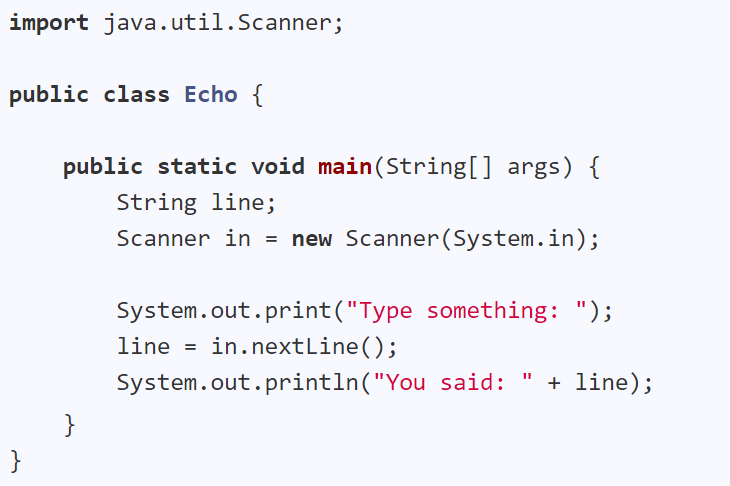 import java.util.Scanner;

public class Echo {

    public static void main(String[] args) {
        String line;
        Scanner in = new Scanner(System.in);

        System.out.print("Type something: ");
        line = in.nextLine();
        System.out.println("You said: " + line);
    }
}